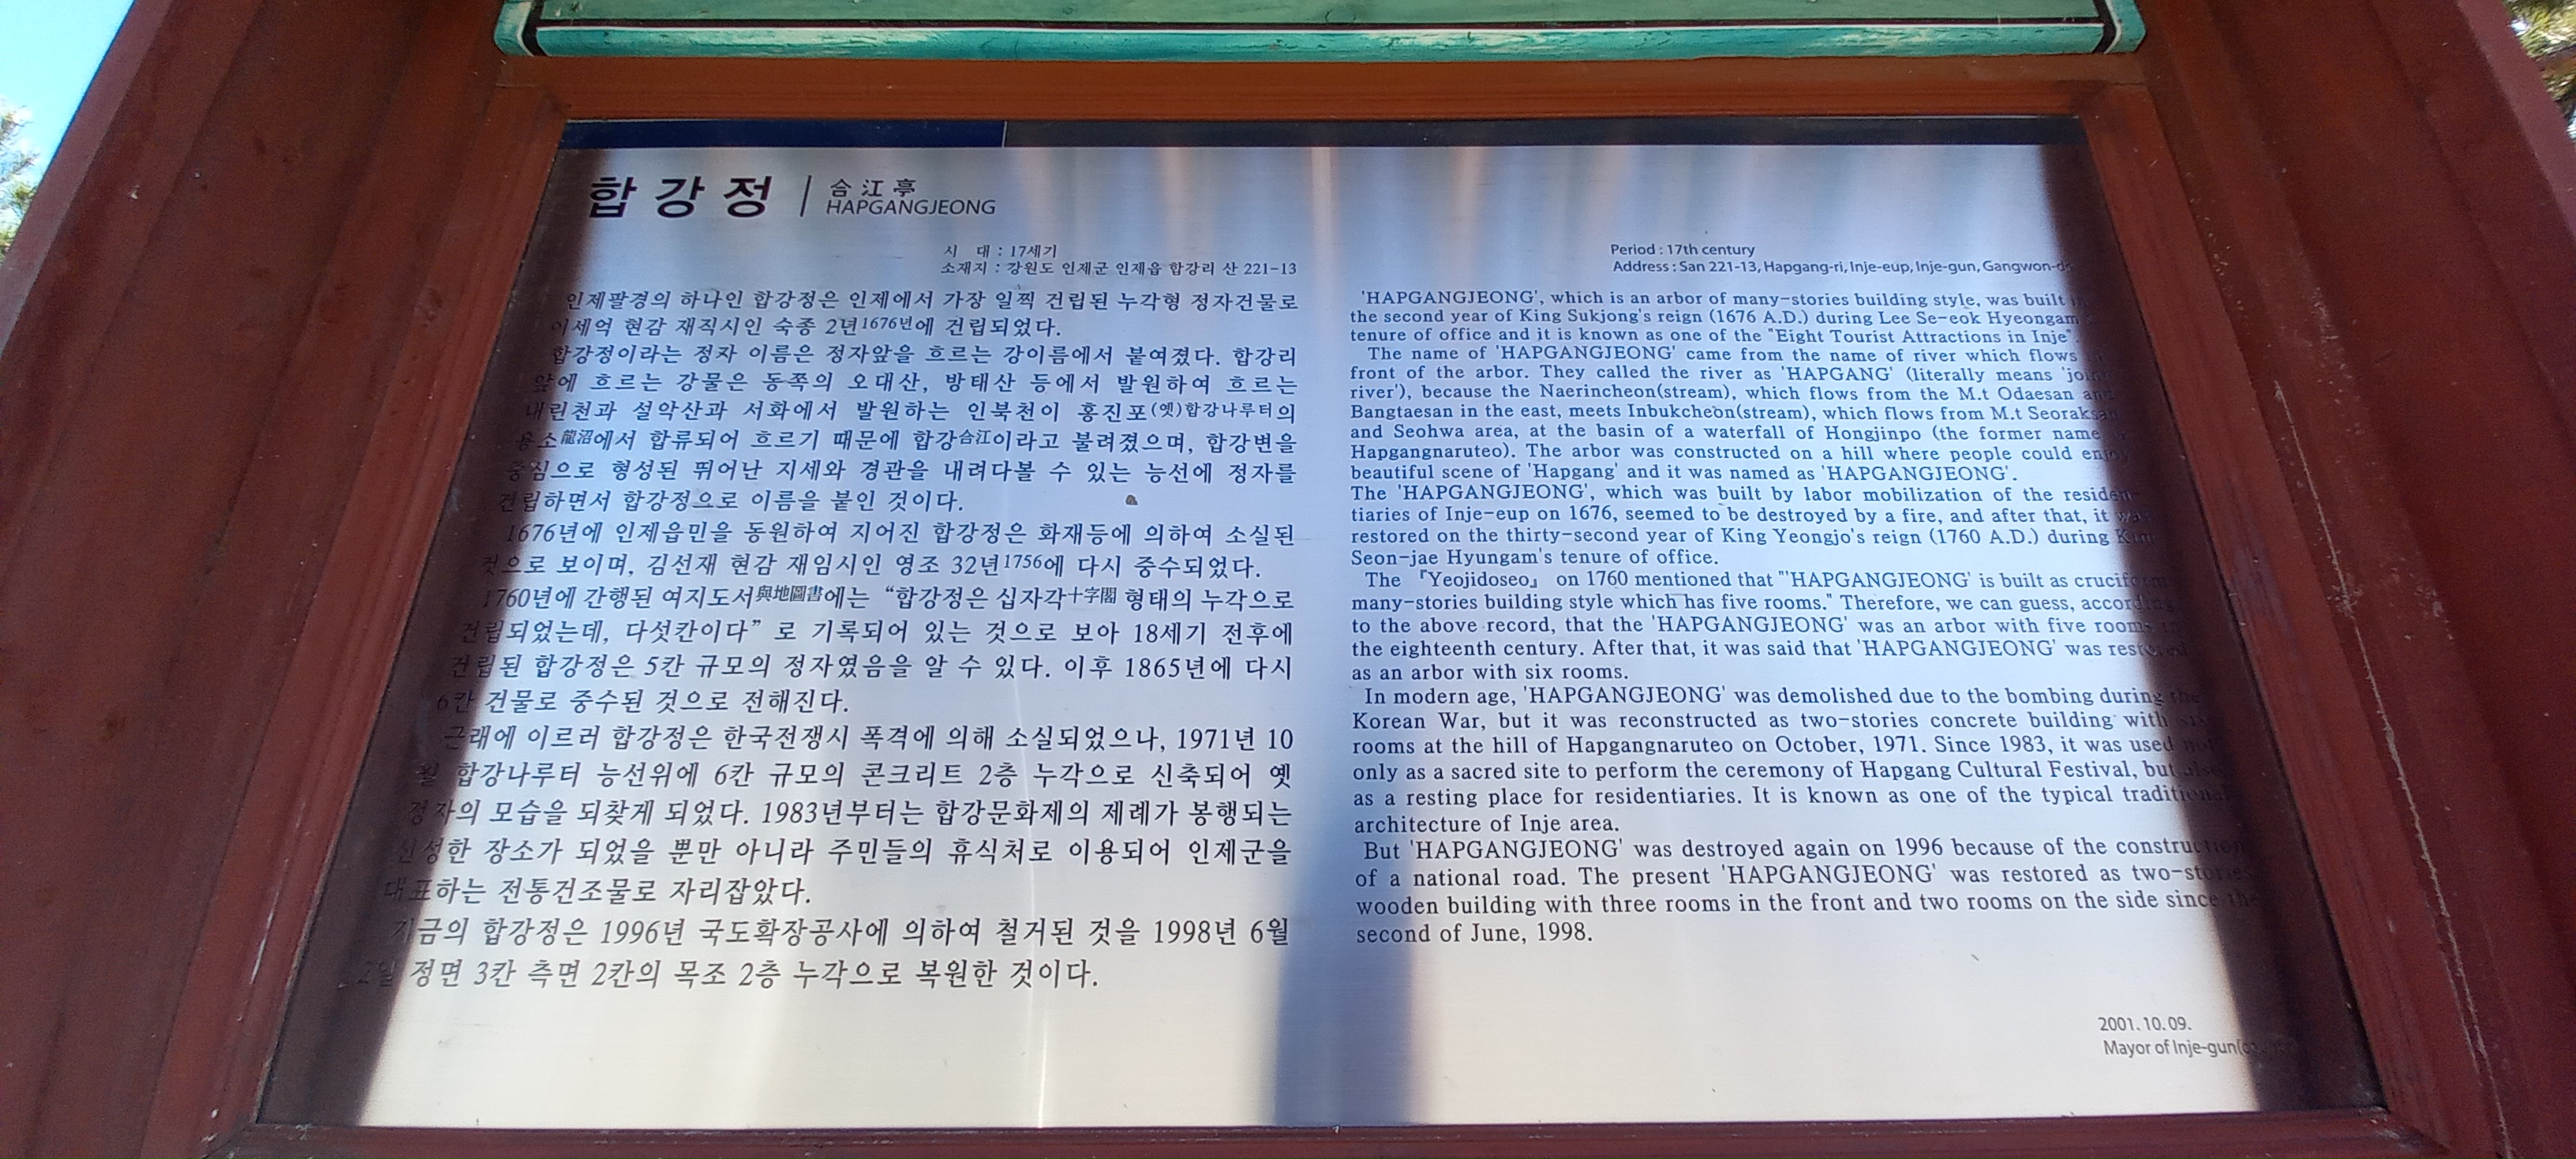 합강정
合江亭
HAPGANGJEONG
시 대 : 17세기
소재지 : 강원도 인제군 인제읍 합강리 산 221-13
인제팔경의 하나인 합강정은 인제에서 가장 일찍 건립된 누각형 정자건물로
이세억 현감 재직시인 숙종 2년1676년에 건립되었다.
합강정이라는 정자 이름은 정자앞을 흐르는 강이름에서 붙여졌다. 합강리
앞에 흐르는 강물은 동쪽의 오대산, 방태산 등에서 발원하여 흐르는
내린천과 설악산과 서화에서 발원하는 인북천이 홍진포(옛)합강나루터의
용소龍沼에서 합류되어 흐르기 때문에 합강合江이라고 불려졌으며, 합강변을
중심으로 형성된 뛰어난 지세와 경관을 내려다볼 수 있는 능선에 정자를
건립하면서 합강정으로 이름을 붙인 것이다.
1676년에 인제읍민을 동원하여 지어진 합강정은 화재등에 의하여 소실된
것으로 보이며, 김선재 현감 재임시인 영조 32년1756에 다시 중수되었다.
1760년에 간행된 여지도서輿地圖書에는 “합강정은 십자각十字閣 형태의 누각으로
건립되었는데, 다섯칸이다” 로 기록되어 있는 것으로 보아 18세기 전후에
건립된 합강정은 5칸 규모의 정자였음을 알 수 있다. 이후 1865년에 다시
6칸 건물로 중수된 것으로 전해진다.
근래에 이르러 합강정은 한국전쟁시 폭격에 의해 소실되었으나, 1971년 10
월 합강나루터 능선위에 6칸 규모의 콘크리트 2층 누각으로 신축되어 옛
정자의 모습을 되찾게 되었다. 1983년부터는 합강문화제의 제례가 봉행되는
신성한 장소가 되었을 뿐만 아니라 주민들의 휴식처로 이용되어 인제군을
대표하는 전통건조물로 자리잡았다.
지금의 합강정은 1996년 국도확장공사에 의하여 철거된 것을 1998년 6월
2일 정면 3칸 측면 2칸의 목조 2층 누각으로 복원한 것이다.
Period : 17th century
Address : San 221-13, Hapgang-ri, Inje-eup, Inje-gun, Gangwon-do
'HAPGANGJEONG', which is an arbor of many-stories building style, was built in
the second year of King Sukjong's reign (1676 A.D.) during Lee Se-eok Hyeongam
tenure of office and it is known as one of the "Eight Tourist Attractions in Inje".
The name of 'HAPGANGJEONG' came from the name of river which flows in
front of the arbor. They called the river as 'HAPGANG' (literally means 'join
river'), because the Naerincheon(stream), which flows from the M.t Odaesan and
Bangtaesan in the east, meets Inbukcheon(stream), which flows from M.t Seoraksan
and Seohwa area, at the basin of a waterfall of Hongjinpo (the former name
Hapgangnaruteo). The arbor was constructed on a hill where people could enjoy
beautiful scene of 'Hapgang' and it was named as 'HAPGANGJEONG'.
The 'HAPGANGJEONG', which was built by labor mobilization of the residen-
tiaries of Inje-eup on 1676, seemed to be destroyed by a fire, and after that, it was
restored on the thirty-second year of King Yeongjo's reign (1760 A.D.) during Kim
Seon-jae Hyungam's tenure of office.
The 『Yeojidoseo』 on 1760 mentioned that "'HAPGANGJEONG' is built as cruciform
many-stories building style which has five rooms." Therefore, we can guess, according
to the above record, that the 'HAPGANGJEONG' was an arbor with five rooms in
the eighteenth century. After that, it was said that 'HAPGANGJEONG' was restored
as an arbor with six rooms.
In modern age, 'HAPGANGJEONG' was demolished due to the bombing during the
Korean War, but it was reconstructed as two-stories concrete building with six
rooms at the hill of Hapgangnaruteo on October, 1971. Since 1983, it was used not
only as a sacred site to perform the ceremony of Hapgang Cultural Festival, but also
as a resting place for residentiaries. It is known as one of the typical traditional
architecture of Inje area.
But 'HAPGANGJEONG' was destroyed again on 1996 because of the construction
of a national road. The present 'HAPGANGJEONG' was restored as two-stories
wooden building with three rooms in the front and two rooms on the side since the
second of June, 1998.
2001. 10. 09.
Mayor of Inje-gun